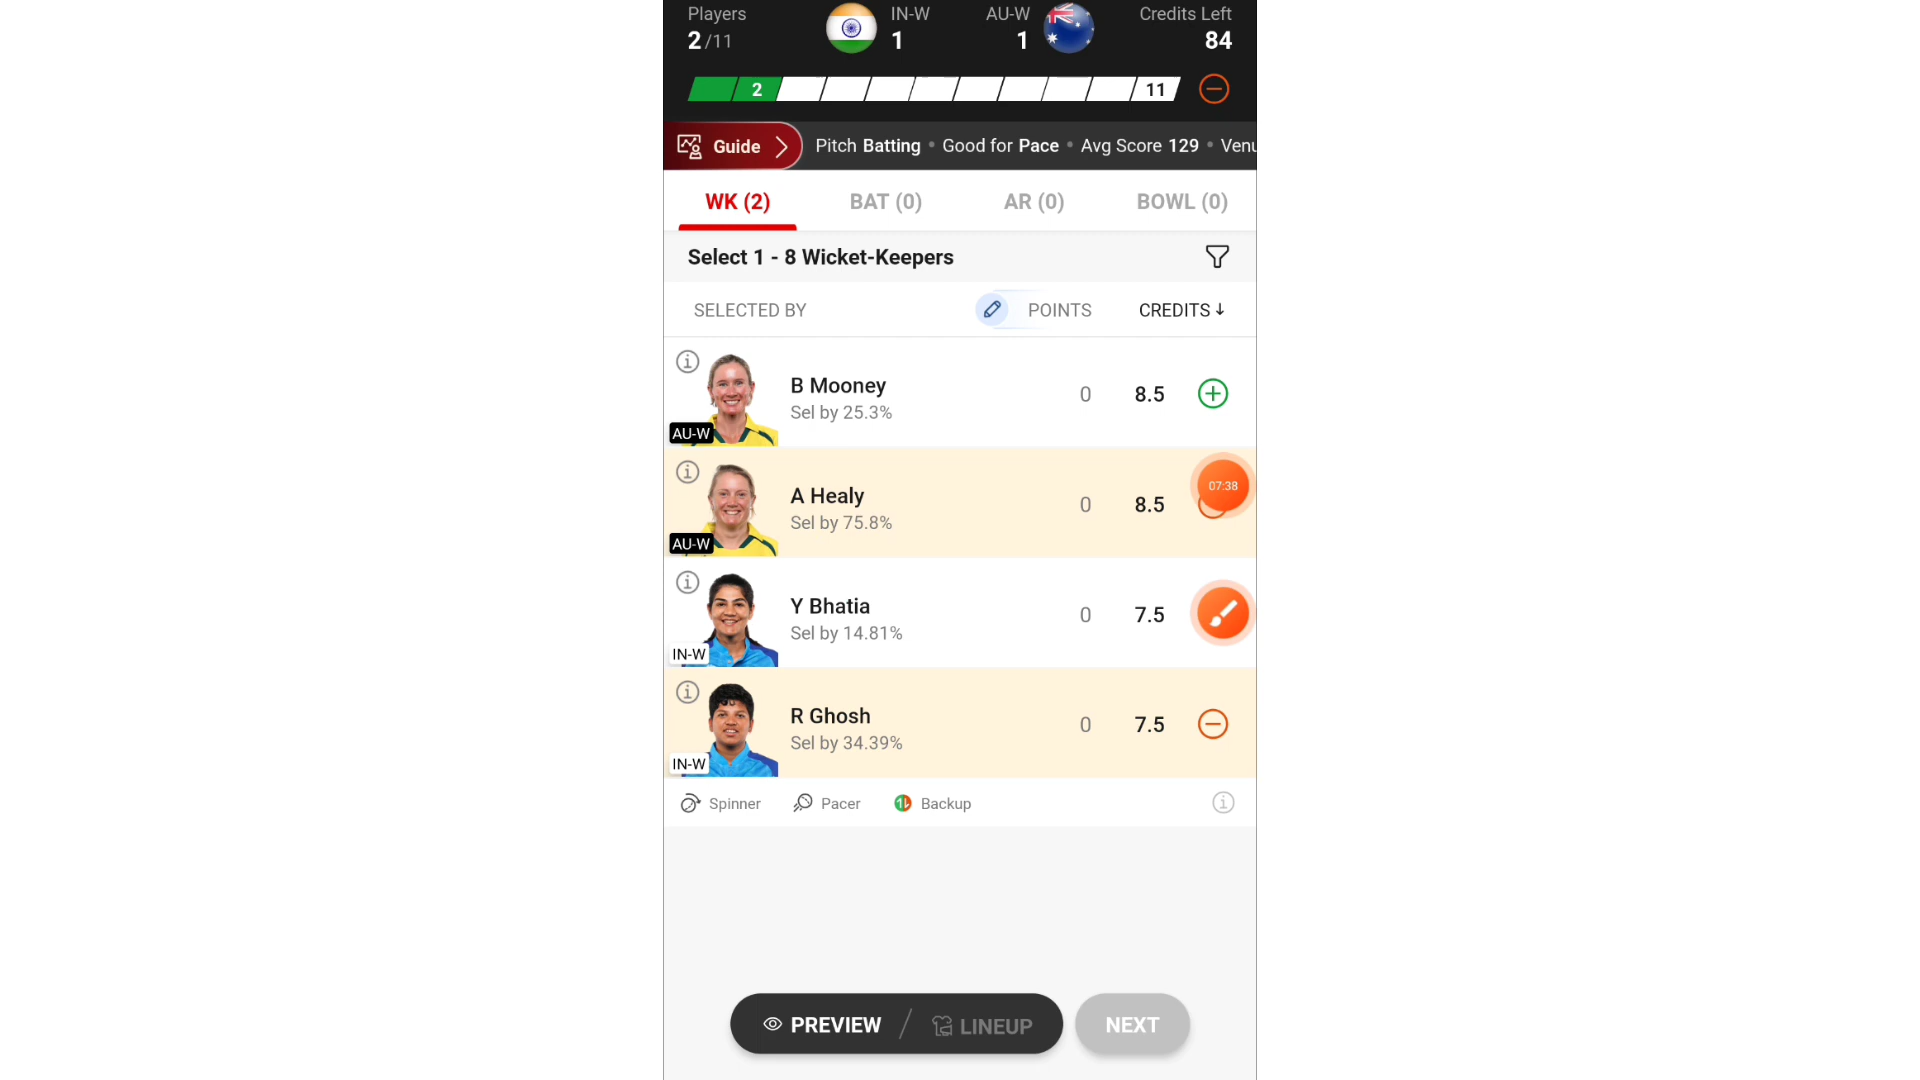 Players IN-W AU-W Credits Left
2/11 1 1 84
2 11
Guide Pitch Batting • Good for Pace • Avg Score 129 • Venu
WK (2) BAT (0) AR (0) BOWL (0)
Select 1 - 8 Wicket-Keepers
SELECTED BY POINTS CREDITS↓
B Mooney
Sel by 25.3%
0 8.5
AU-W
A Healy
Sel by 75.8%
0 8.5 07:38
AU-W
Y Bhatia
Sel by 14.81%
0 7.5
IN-W
R Ghosh
Sel by 34.39%
0 7.5
IN-W
Spinner Pacer Backup
PREVIEW / LINEUP NEXT